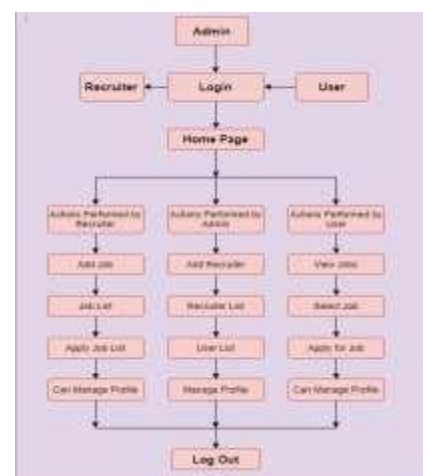 Admin
Recruiter
Login
User
Home Page
Actions Performed by
Recruiter
Actions Performed by
Admin
Actions Performed by
User
Add Job
Add Recruiter
View Jobs
Job List
Recruiter List
Select Job
Apply Job List
User List
Apply for Job
Can Manage Profile
Manage Profile
Can Manage Profile
Log Out